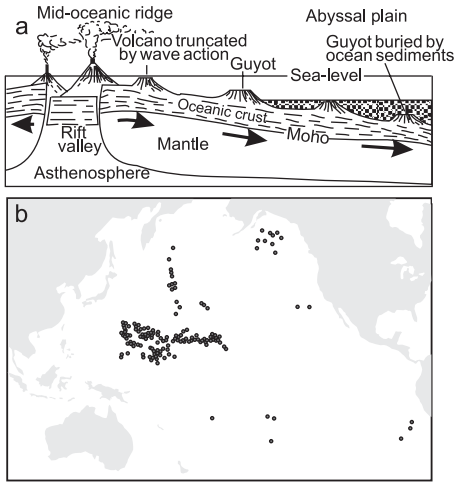 a
Mid-oceanic ridge
Abyssal plain
Volcano truncated
by wave action
Guyot
Guyot buried by
ocean sediments
Sea-level
Oceanic crust
Rift
valley
Mantle
Moho
Asthenosphere
b